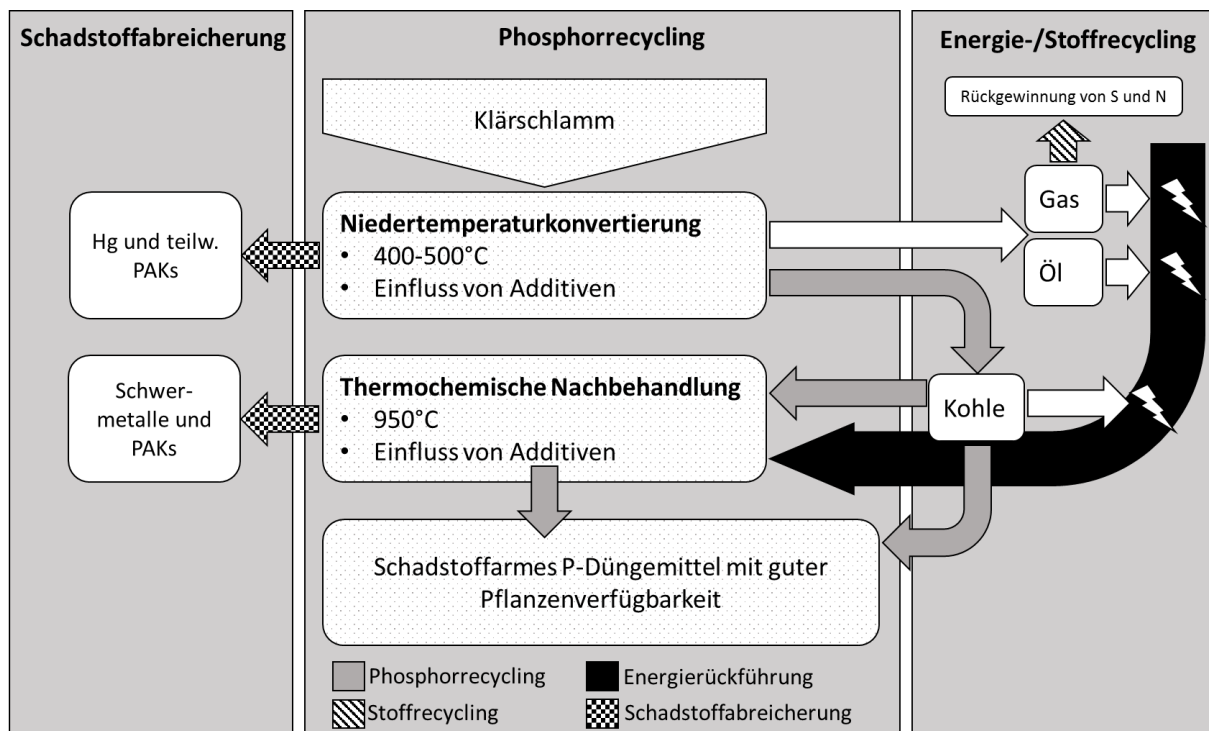 Schadstoffabreicherung
Phosphorrecycling
Energie-/Stoffrecycling
Rückgewinnung von S und N
Klärschlamm
Hg und teilw.
PAKs
Niedertemperaturkonvertierung
• 400-500°C
• Einfluss von Additiven
Gas
Öl
Schwer-
metalle und
PAKs
Thermochemische Nachbehandlung
• 950°C
• Einfluss von Additiven
Kohle
Schadstoffarmes P-Düngemittel mit guter
Pflanzenverfügbarkeit
Phosphorrecycling
Energierückführung
Stoffrecycling
Schadstoffabreicherung